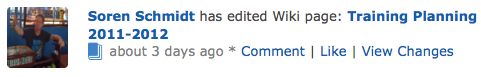 Soren Schmidt has edited Wiki page: Training Planning
2011-2012
about 3 days ago * Comment | Like | View Changes